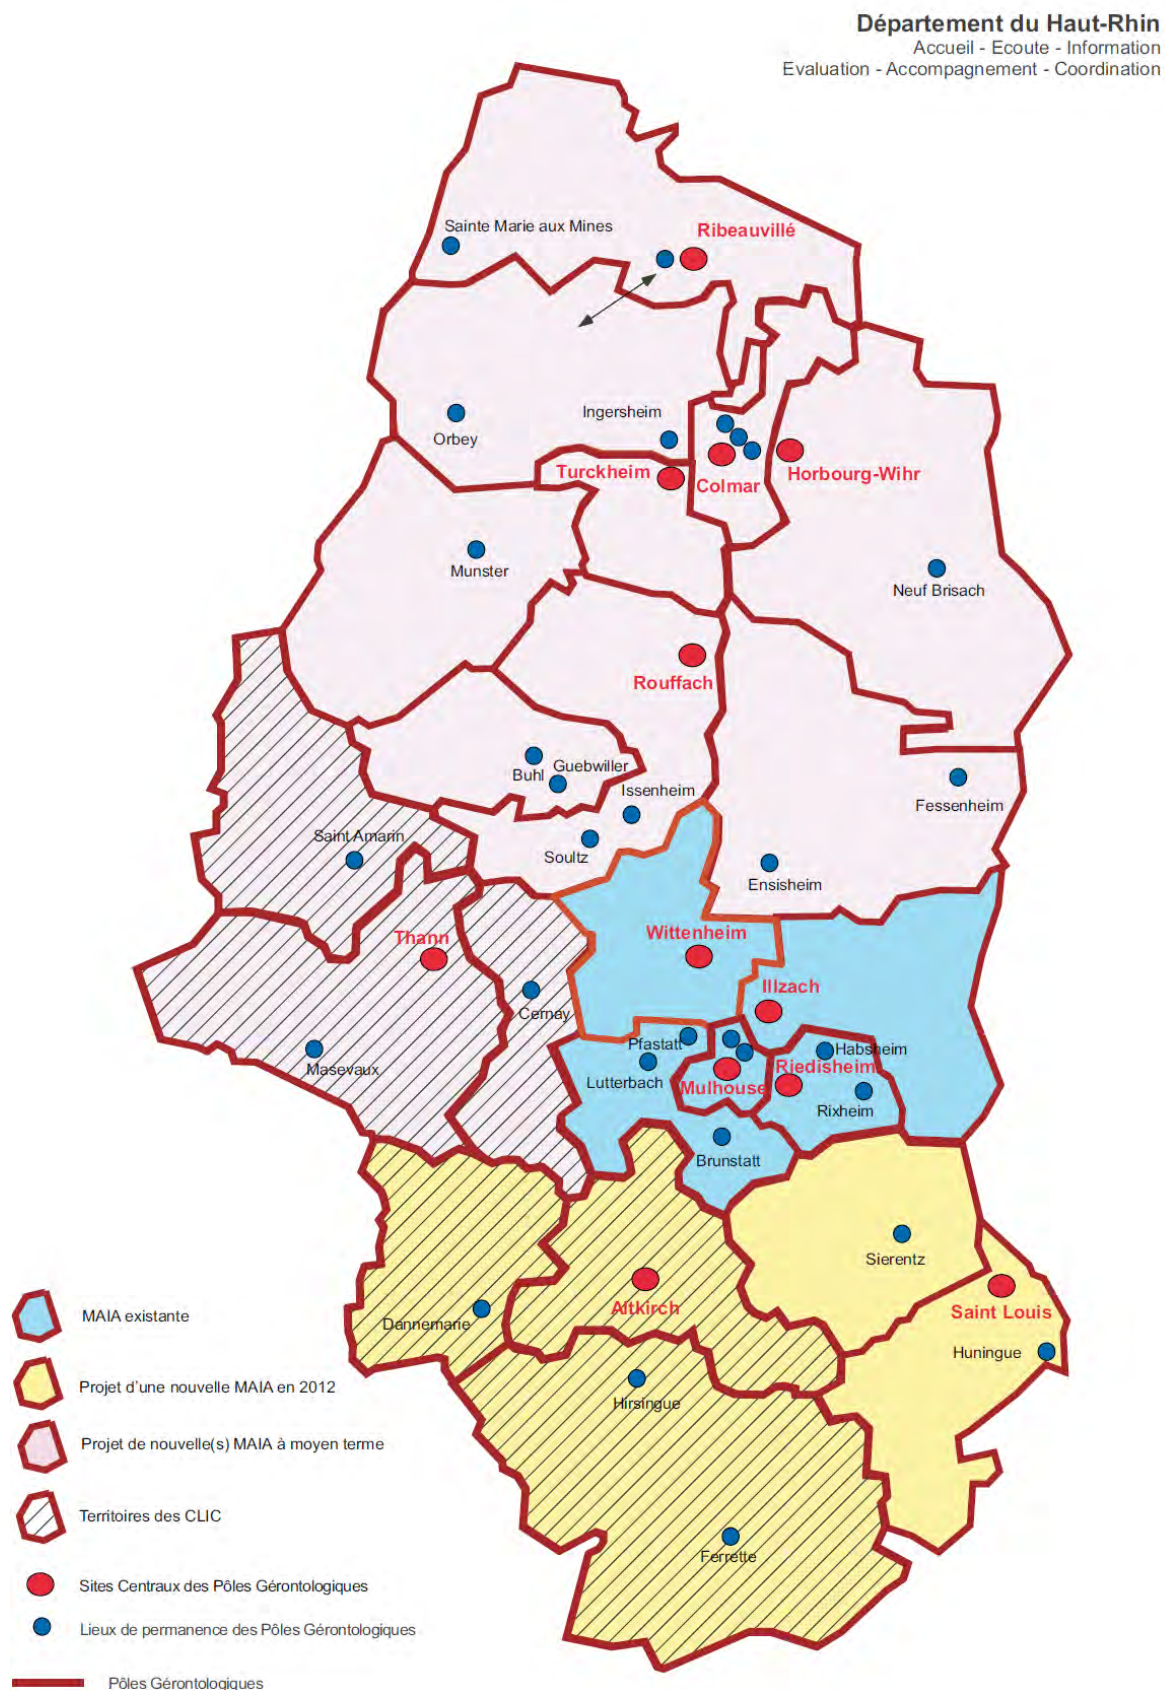 Département du Haut-Rhin
Accueil - Ecoute - Information
Evaluation - Accompagnement - Coordination
Sainte Marie aux Mines
Ribeauvillé
Ingersheim
Orbey
Turckheim
Colmar
Horbourg-Wihr
Munster
Neuf Brisach
Rouffach
Buhl
Guebwiller
Issenheim
Fessenheim
Saint Amarin
Soultz
Ensisheim
Thann
Wittenheim
Illzach
Cernay
Pfastatt
Habsheim
Masevaux
Lutterbach
Mulhouse
Riedisheim
Rixheim
Brunstatt
Sierentz
Altkirch
Saint Louis
Dannemarie
Huningue
Hirsingue
Ferrette
MAIA existante
Projet d'une nouvelle MAIA en 2012
Projet de nouvelle(s) MAIA à moyen terme
Territoires des CLIC
Sites Centraux des Pôles Gérontologiques
Lieux de permanence des Pôles Gérontologiques
Pôles Gérontologiques